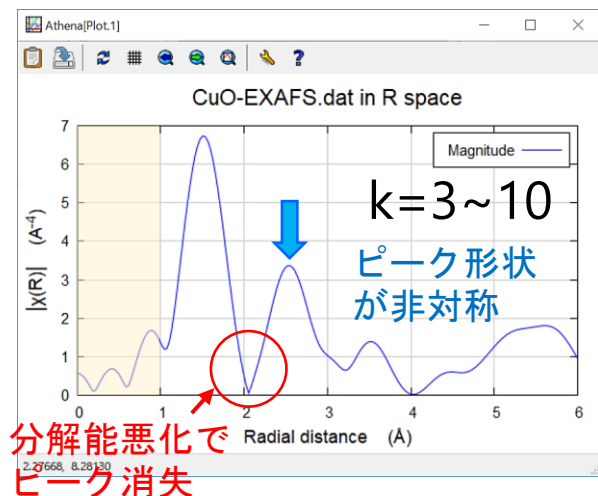 Athena[Plot.1]
CuO-EXAFS.dat in R space
Magnitude
k=3~10
ピーク形状
が非対称
|χ(R)| (A⁻⁴)
7
6
5
4
3
2
1
0
0 1 2 3 4 5 6
Radial distance (Å)
分解能悪化で
ピーク消失
2.27668, 8.28130